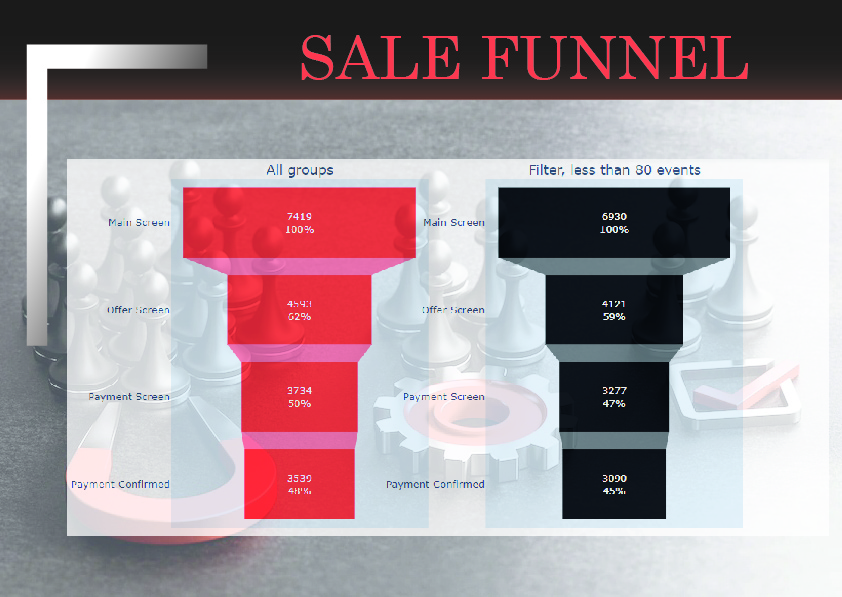 SALE FUNNEL
All groups
Main Screen
7419
100%
Offer Screen
4593
62%
Payment Screen
3734
50%
Payment Confirmed
3539
48%
Filter, less than 80 events
Main Screen
6930
100%
Offer Screen
4121
59%
Payment Screen
3277
47%
Payment Confirmed
3090
45%